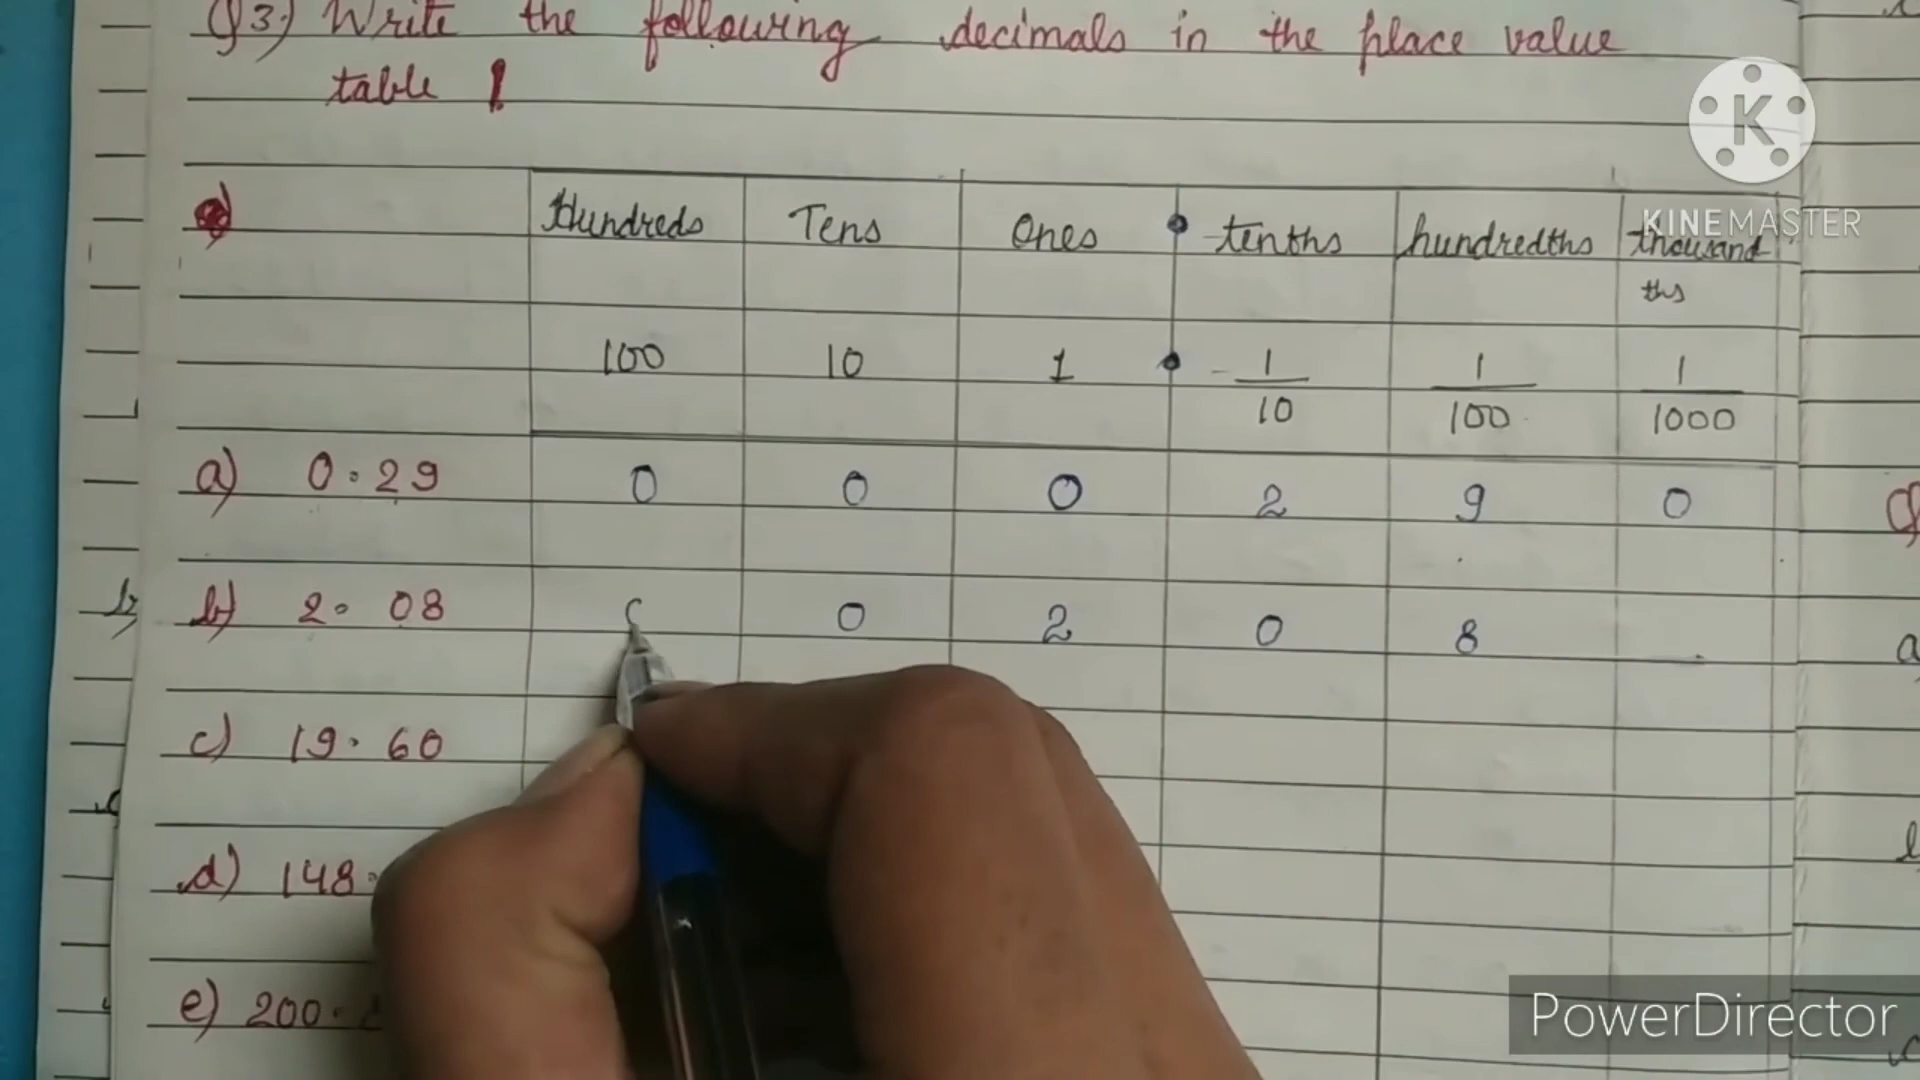 Q3.) Write the following decimals in the place value
table
K
KINEMASTER
Hundreds Tens Ones • tenths hundredths thousand
ths
100 10 1 • 1/10 1/100 1/1000
a) 0.29 0 0 0 2 9 0
b) 2.08 0 2 0 8
c) 19.60
d) 148.
e) 200.
PowerDirector